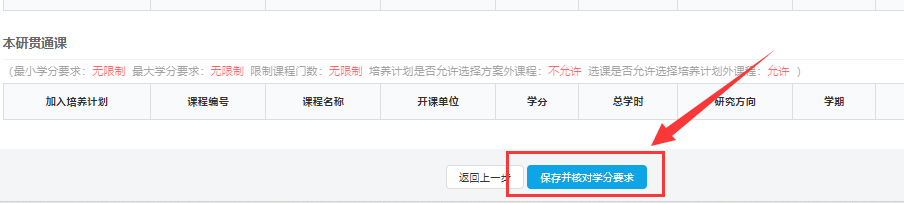 本研贯通课
（最小学分要求：无限制 最大学分要求：无限制 限制课程门数：无限制 培养计划是否允许选择方案外课程：不允许 选课是否允许选择培养计划外课程：允许 ）
加入培养计划 课程编号 课程名称 开课单位 学分 总学时 研究方向 学期
返回上一步 保存并核对学分要求